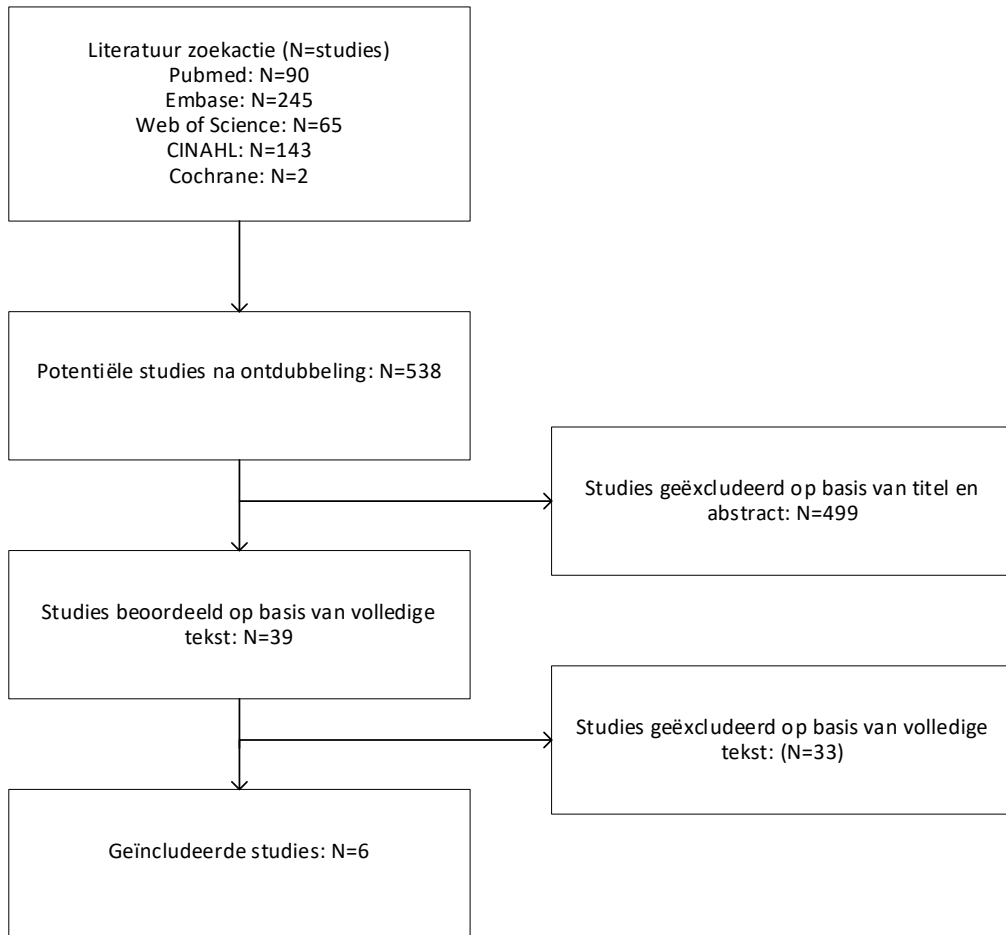 Literatuur zoekactie (N=studies)
Pubmed: N=90
Embase: N=245
Web of Science: N=65
CINAHL: N=143
Cochrane: N=2
Potentiële studies na ontdubbeling: N=538
Studies geëxcludeerd op basis van titel en
abstract: N=499
Studies beoordeeld op basis van volledige
tekst: N=39
Studies geëxcludeerd op basis van volledige
tekst: (N=33)
Geïncludeerde studies: N=6